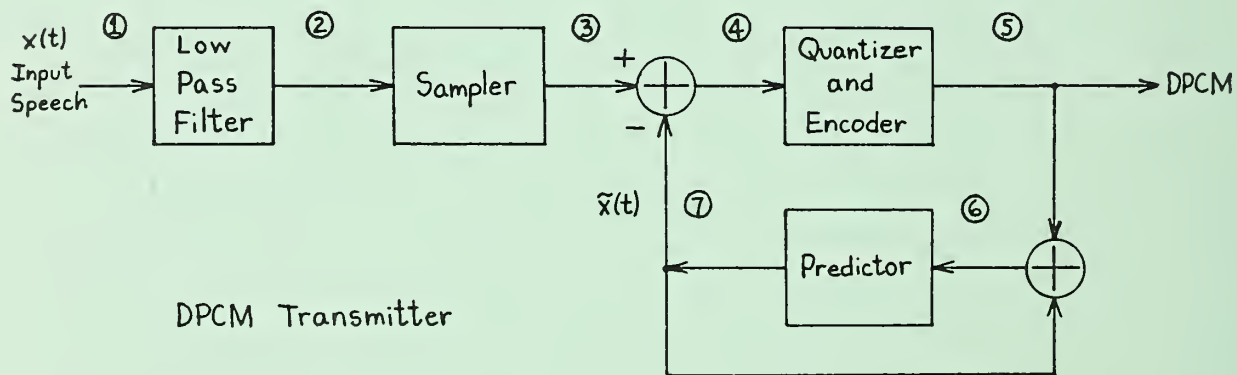 ①
②
③
④
⑤
x(t)
Input
Speech
Low
Pass
Filter
Sampler
+
−
Quantizer
and
Encoder
DPCM
x̃(t)
⑦
Predictor
⑥
DPCM Transmitter